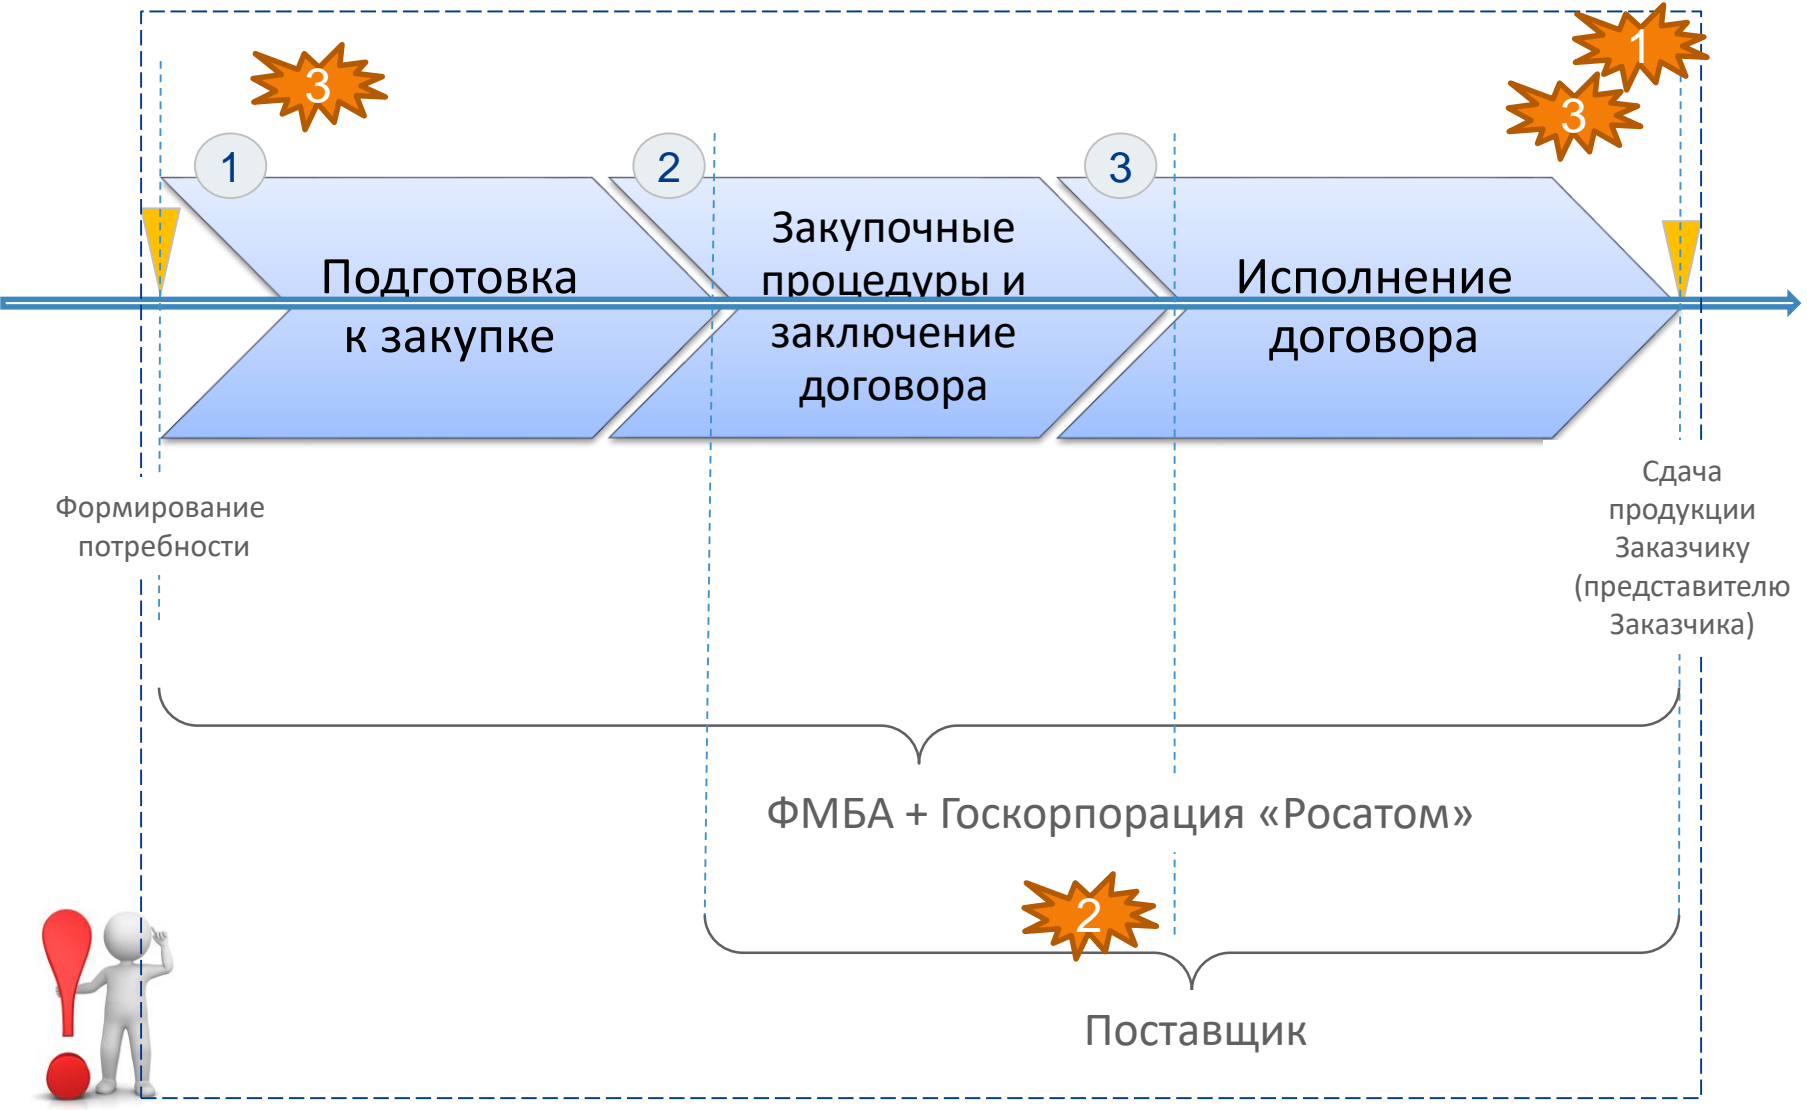 3
1
3
1
2
3
Подготовка
к закупке
Закупочные
процедуры и
заключение
договора
Исполнение
договора
Формирование
потребности
Сдача
продукции
Заказчику
(представителю
Заказчика)
ФМБА + Госкорпорация «Росатом»
2
Поставщик